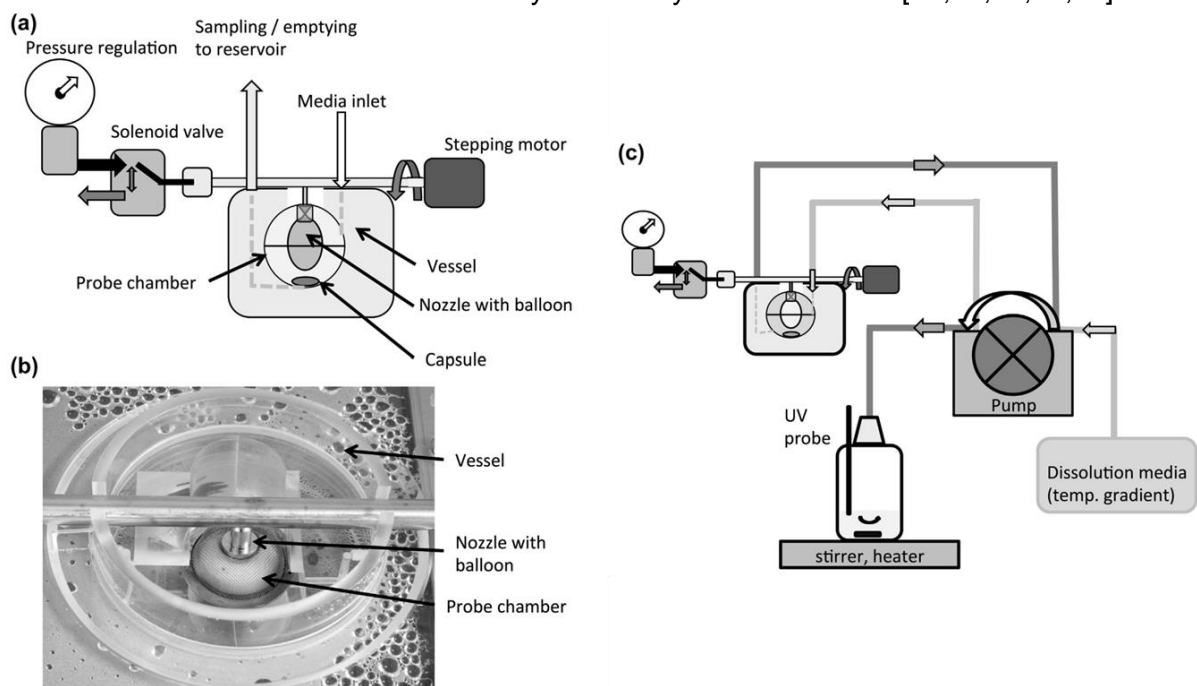 (a)
Sampling / emptying
to reservoir
Pressure regulation
Media inlet
Solenoid valve
Stepping motor
Probe chamber
Vessel
Nozzle with balloon
Capsule
(b)
Vessel
Nozzle with
balloon
Probe chamber
(c)
Pump
UV
probe
Dissolution media
(temp. gradient)
stirrer, heater